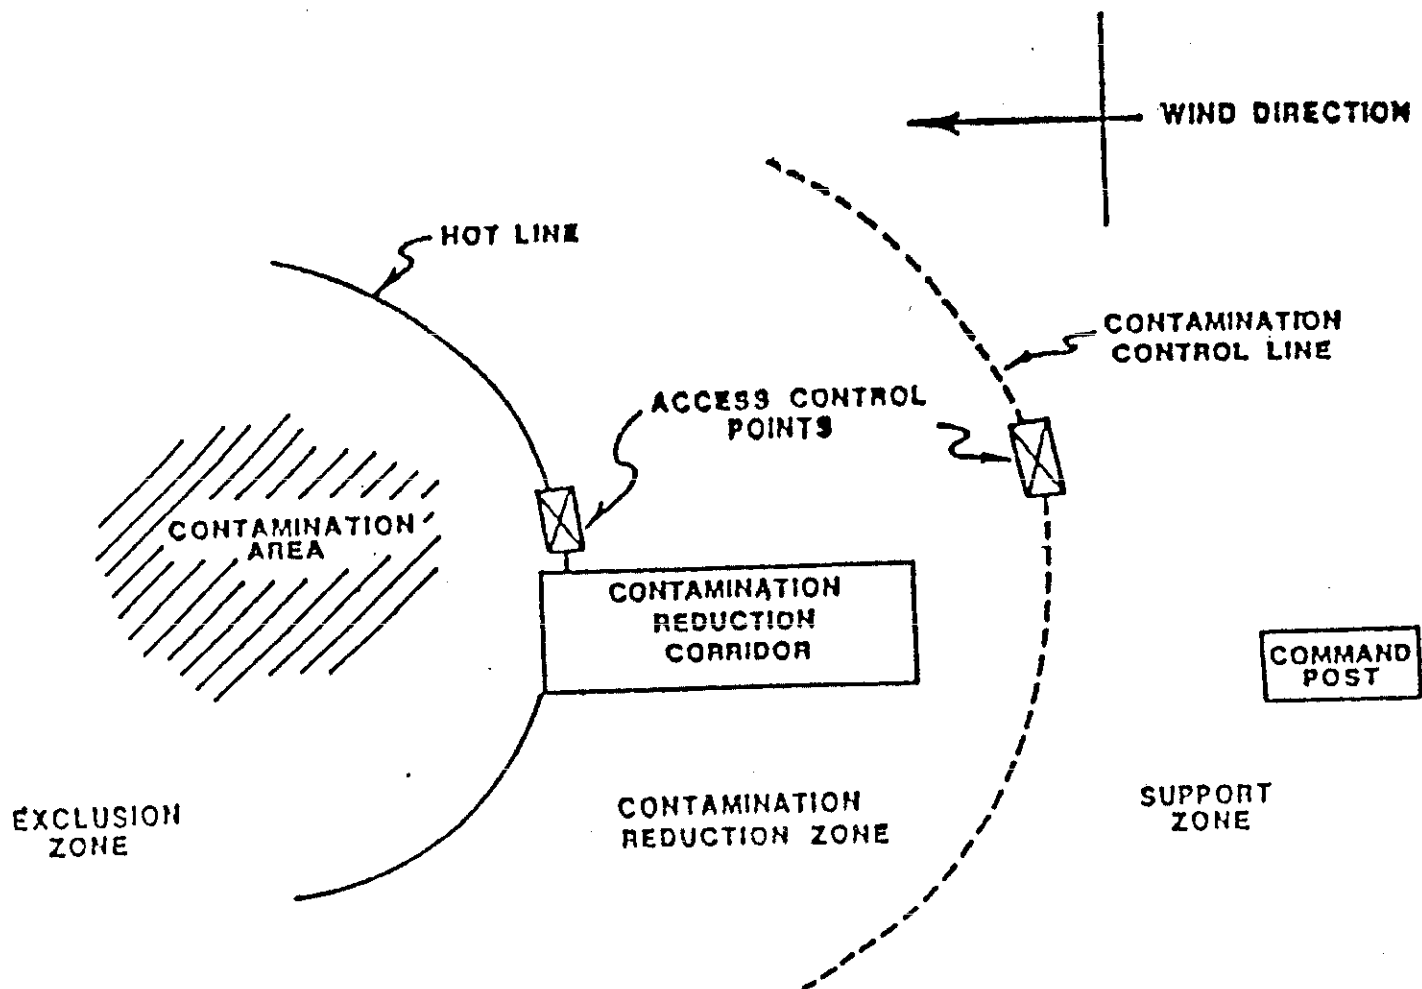 WIND DIRECTION
HOT LINE
CONTAMINATION
CONTROL LINE
ACCESS CONTROL
POINTS
CONTAMINATION
AREA
CONTAMINATION
REDUCTION
CORRIDOR
COMMAND
POST
EXCLUSION
ZONE
CONTAMINATION
REDUCTION ZONE
SUPPORT
ZONE